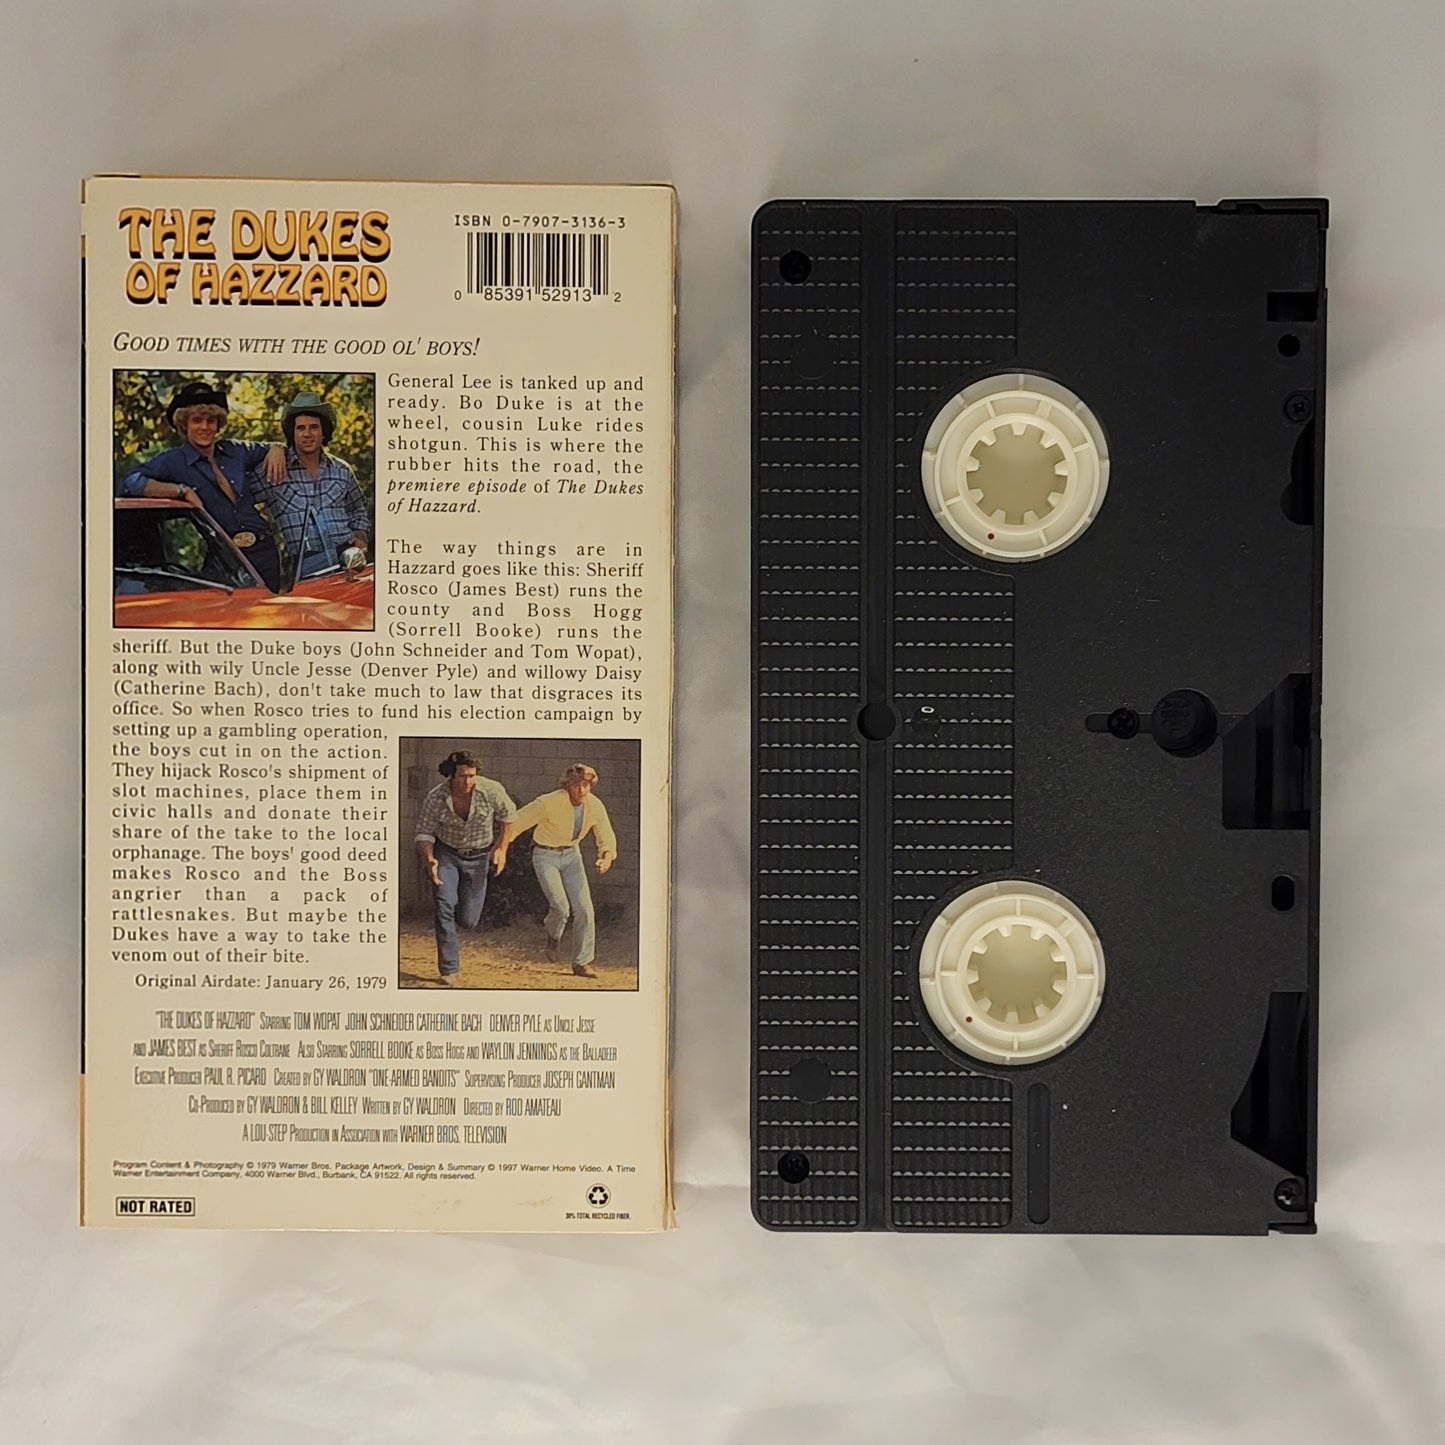 THE DUKES
OF HAZZARD
ISBN 0-7907-3136-3
0 85391 52913 2
GOOD TIMES WITH THE GOOD OL' BOYS!
General Lee is tanked up and
ready. Bo Duke is at the
wheel, cousin Luke rides
shotgun. This is where the
rubber hits the road, the
premiere episode of The Dukes
of Hazzard.
The way things are in
Hazzard goes like this: Sheriff
Rosco (James Best) runs the
county and Boss Hogg
(Sorrell Booke) runs the
sheriff. But the Duke boys (John Schneider and Tom Wopat),
along with wily Uncle Jesse (Denver Pyle) and willowy Daisy
(Catherine Bach), don't take much to law that disgraces its
office. So when Rosco tries to fund his election campaign by
setting up a gambling operation,
the boys cut in on the action.
They hijack Rosco's shipment of
slot machines, place them in
civic halls and donate their
share of the take to the local
orphanage. The boys' good deed
makes Rosco and the Boss
angrier than a pack of
rattlesnakes. But maybe the
Dukes have a way to take the
venom out of their bite.
Original Airdate: January 26, 1979
"THE DUKES OF HAZZARD" STARRING TOM WOPAT JOHN SCHNEIDER CATHERINE BACH DENVER PYLE AS UNCLE JESSE
AND JAMES BEST AS SHERIFF ROSCO COLTRANE ALSO STARRING SORRELL BOOKE AS BOSS HOGG AND WAYLON JENNINGS AS THE BALLADEER
EXECUTIVE PRODUCER PAUL R. PICARD CREATED BY GY WALDRON "ONE-ARMED BANDITS" SUPERVISING PRODUCER JOSEPH GANTMAN
CO-PRODUCED BY GY WALDRON & BILL KELLEY WRITTEN BY GY WALDRON DIRECTED BY ROD AMATEAU
A LOU-STEP PRODUCTION IN ASSOCIATION WITH WARNER BROS. TELEVISION
Program Content & Photography © 1979 Warner Bros. Package Artwork, Design & Summary © 1997 Warner Home Video. A Time
Warner Entertainment Company, 4000 Warner Blvd., Burbank, CA 91522. All rights reserved.
NOT RATED
30% TOTAL RECYCLED FIBER.